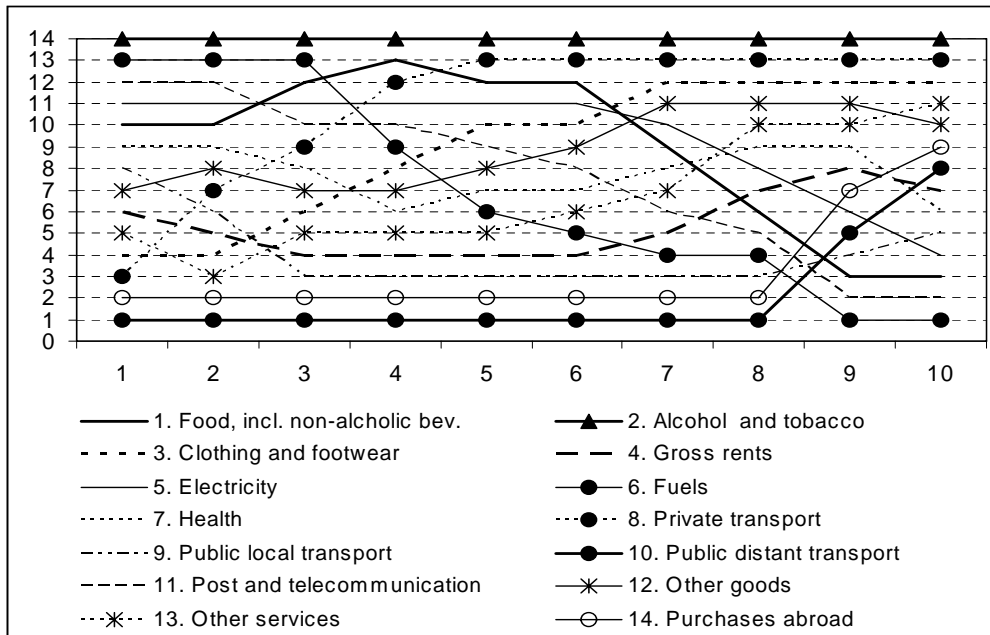 14
13
12
11
10
9
8
7
6
5
4
3
2
1
0
1 2 3 4 5 6 7 8 9 10
1. Food, incl. non-alcholic bev.
2. Alcohol and tobacco
3. Clothing and footwear
4. Gross rents
5. Electricity
6. Fuels
7. Health
8. Private transport
9. Public local transport
10. Public distant transport
11. Post and telecommunication
12. Other goods
13. Other services
14. Purchases abroad